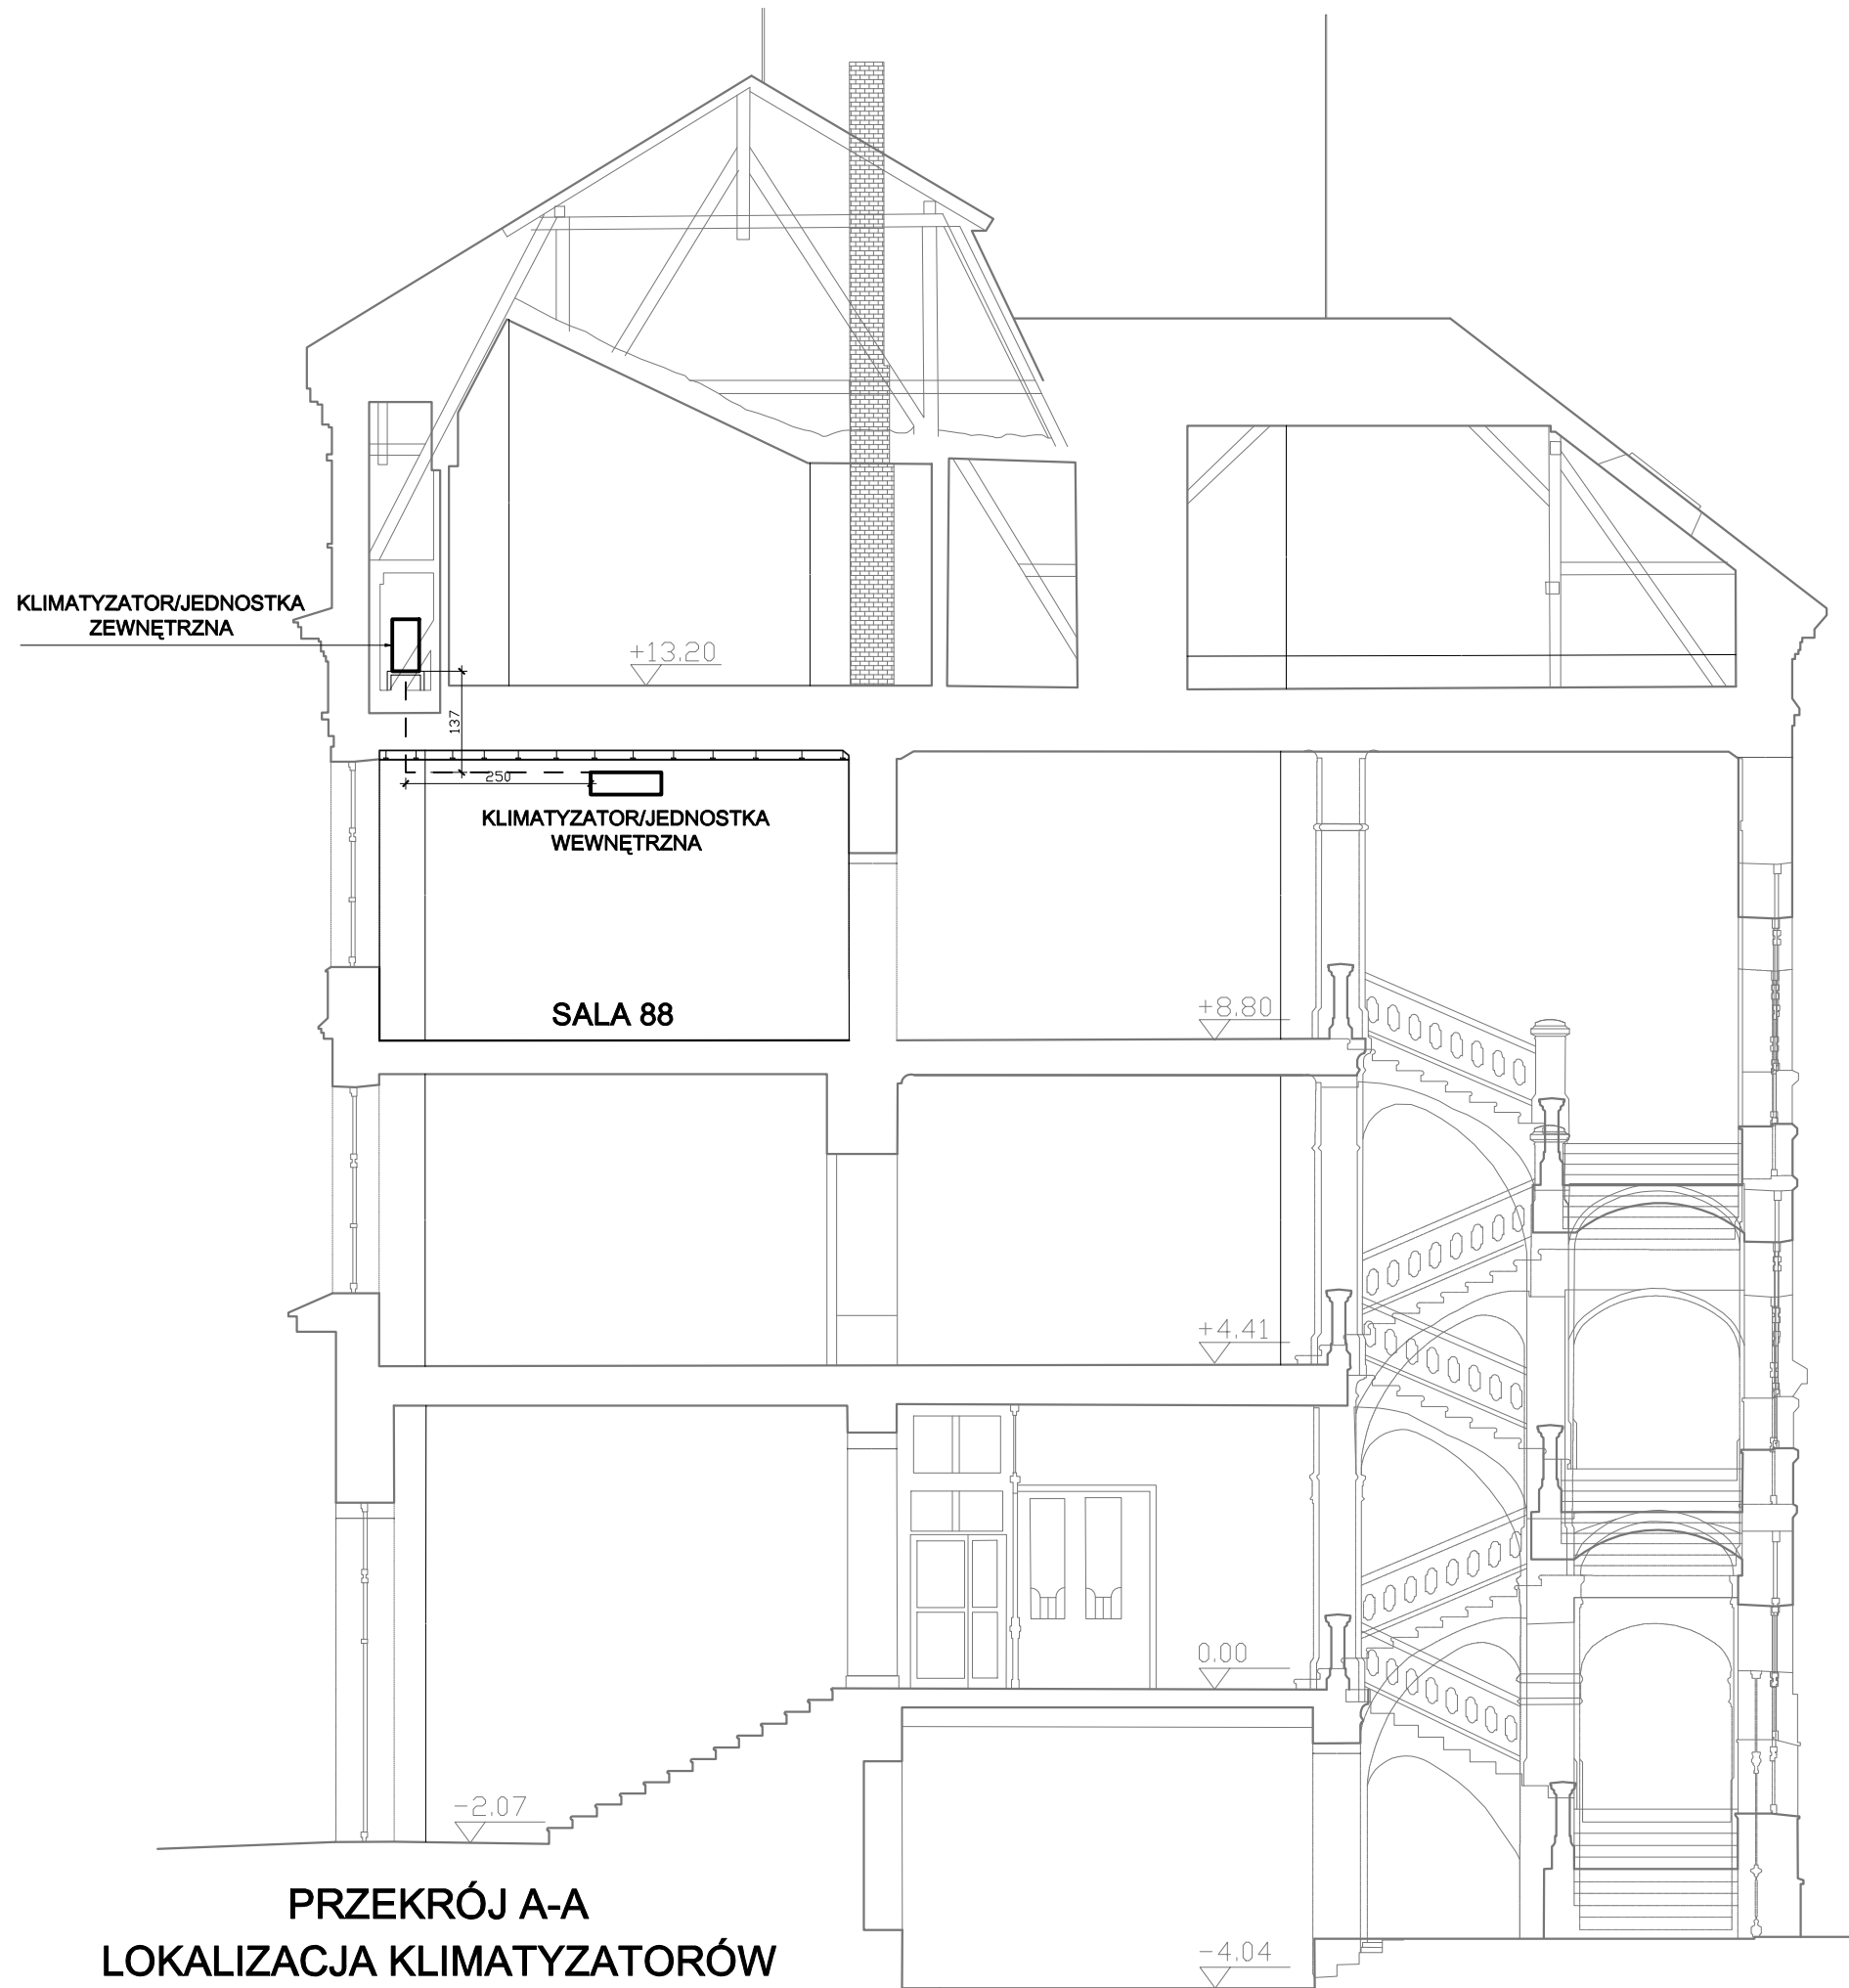 KLIMATYZATOR/JEDNOSTKA
ZEWNĘTRZNA
+13.20
137
250
KLIMATYZATOR/JEDNOSTKA
WEWNĘTRZNA
SALA 88
+8.80
+4.41
0.00
-2.07
PRZEKRÓJ A-A
LOKALIZACJA KLIMATYZATORÓW
-4.04